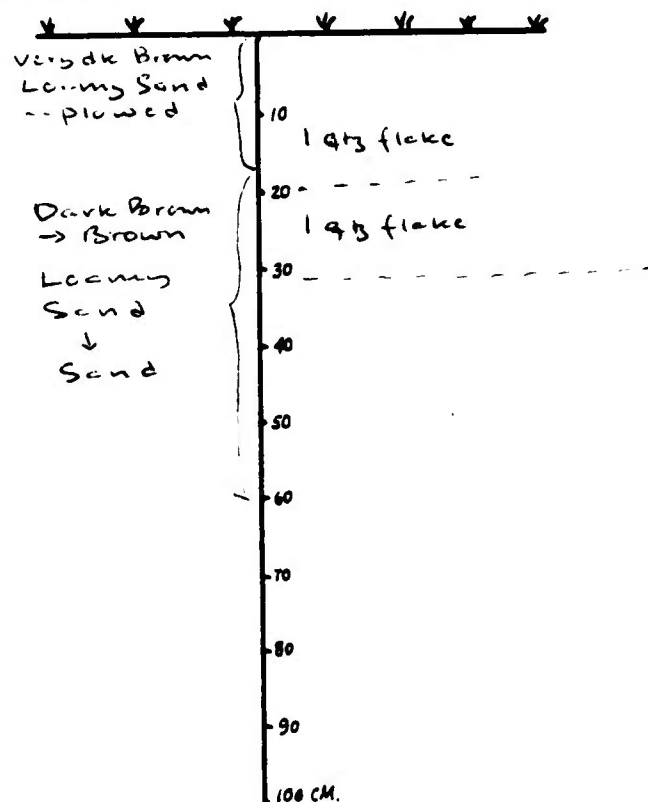 very dk Brown
Loamy Sand
-- plowed
10
1 qtz flake
20
Dark Brown
→ Brown
1 qtz flake
30
Loamy
Sand
↓
40
Sand
50
60
70
80
90
100 CM.